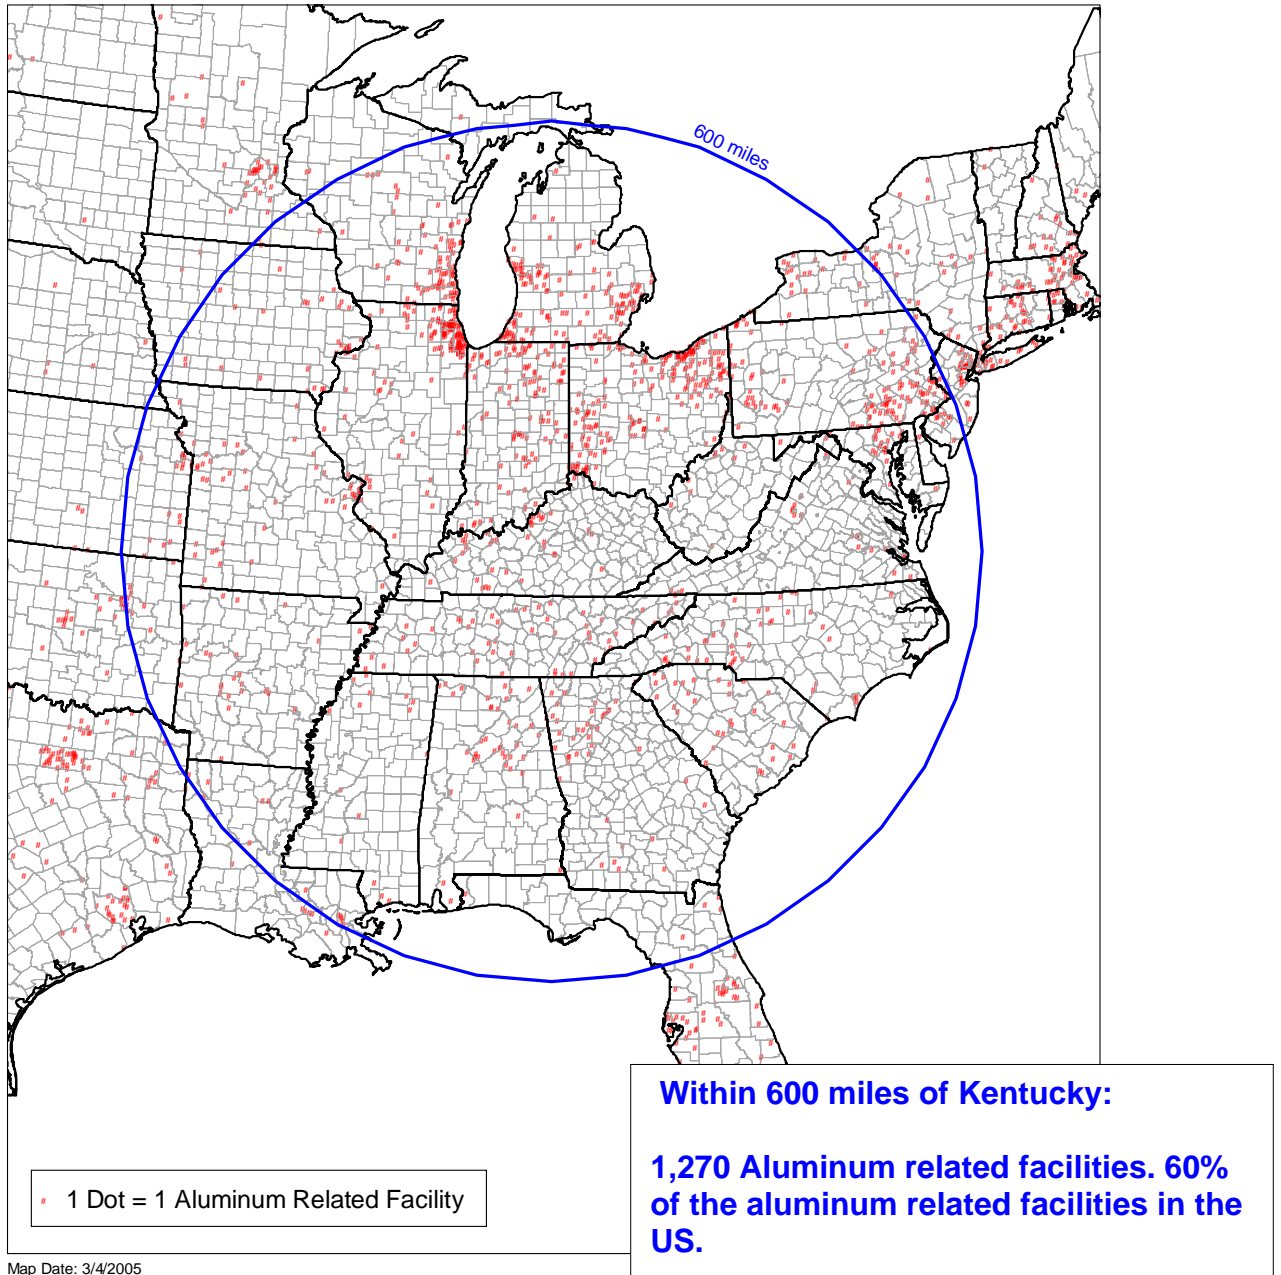 600 miles
Within 600 miles of Kentucky:
1,270 Aluminum related facilities. 60%
of the aluminum related facilities in the
US.
# 1 Dot = 1 Aluminum Related Facility
Map Date: 3/4/2005